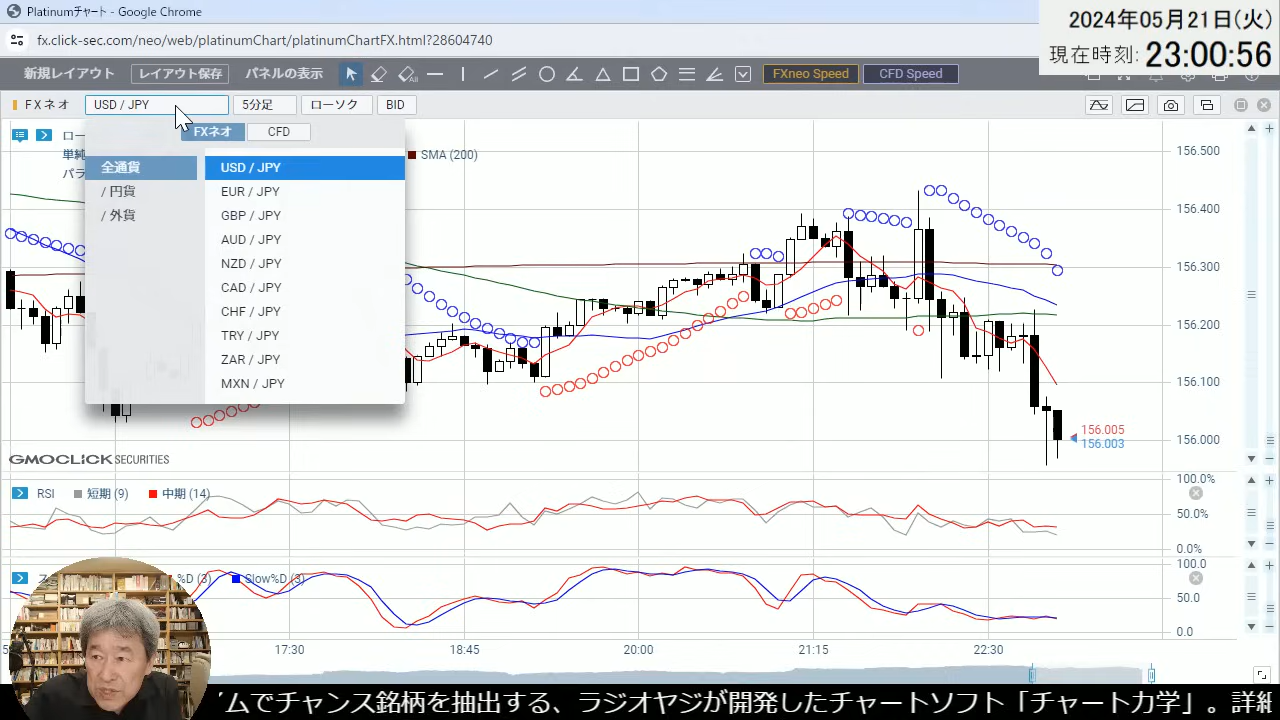 Platinumチャート - Google Chrome
2024年05月21日(火)
fx.click-sec.com/neo/web/platinumChart/platinumChartFX.html?28604740
現在時刻: 23:00:56
新規レイアウト レイアウト保存 パネルの表示 All FXneo Speed CFD Speed
FXネオ USD / JPY 5分足 ローソク BID
FXネオ CFD
ロー
単純
パラ
SMA (200)
全通貨
/ 円貨
/ 外貨
USD / JPY
EUR / JPY
GBP / JPY
AUD / JPY
NZD / JPY
CAD / JPY
CHF / JPY
TRY / JPY
ZAR / JPY
MXN / JPY
156.500
156.400
156.300
156.200
156.100
156.005
156.003
156.000
GMOCLICK SECURITIES
RSI 短期 (9) 中期 (14)
100.0%
50.0%
0.0%
%D (3) Slow%D (3)
100.0
50.0
0.0
17:30 18:45 20:00 21:15 22:30
ムでチャンス銘柄を抽出する、ラジオヤジが開発したチャートソフト「チャート力学」。詳細